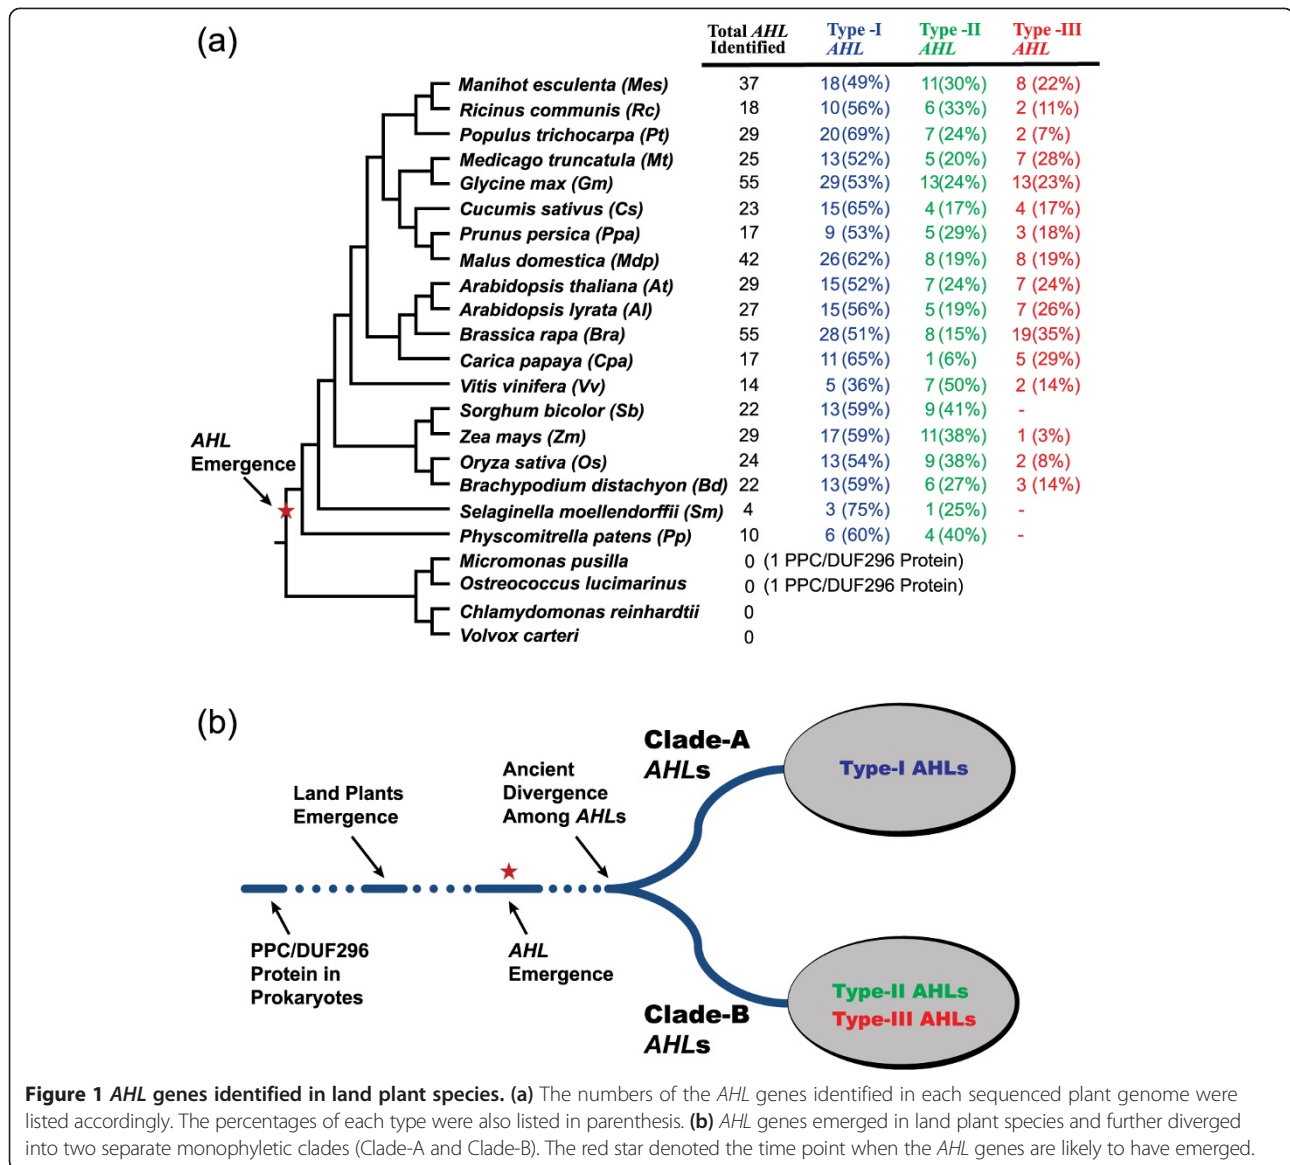 (a)
Total AHL Identified
Type -I AHL
Type -II AHL
Type -III AHL
Manihot esculenta (Mes) 37 18(49%) 11(30%) 8 (22%)
Ricinus communis (Rc) 18 10(56%) 6 (33%) 2 (11%)
Populus trichocarpa (Pt) 29 20(69%) 7 (24%) 2 (7%)
Medicago truncatula (Mt) 25 13(52%) 5 (20%) 7 (28%)
Glycine max (Gm) 55 29(53%) 13(24%) 13(23%)
Cucumis sativus (Cs) 23 15(65%) 4 (17%) 4 (17%)
Prunus persica (Ppa) 17 9 (53%) 5 (29%) 3 (18%)
Malus domestica (Mdp) 42 26(62%) 8 (19%) 8 (19%)
Arabidopsis thaliana (At) 29 15(52%) 7 (24%) 7 (24%)
Arabidopsis lyrata (Al) 27 15(56%) 5 (19%) 7 (26%)
Brassica rapa (Bra) 55 28(51%) 8 (15%) 19(35%)
Carica papaya (Cpa) 17 11 (65%) 1 (6%) 5 (29%)
Vitis vinifera (Vv) 14 5 (36%) 7 (50%) 2 (14%)
Sorghum bicolor (Sb) 22 13(59%) 9 (41%) -
Zea mays (Zm) 29 17(59%) 11(38%) 1 (3%)
Oryza sativa (Os) 24 13(54%) 9 (38%) 2 (8%)
Brachypodium distachyon (Bd) 22 13(59%) 6 (27%) 3 (14%)
Selaginella moellendorffii (Sm) 4 3 (75%) 1 (25%) -
Physcomitrella patens (Pp) 10 6 (60%) 4 (40%) -
Micromonas pusilla 0 (1 PPC/DUF296 Protein)
Ostreococcus lucimarinus 0 (1 PPC/DUF296 Protein)
Chlamydomonas reinhardtii 0
Volvox carteri 0
AHL
Emergence
(b)
Land Plants
Emergence
Ancient
Divergence
Among AHLs
Clade-A
AHLs
Type-I AHLs
PPC/DUF296
Protein in
Prokaryotes
AHL
Emergence
Clade-B
AHLs
Type-II AHLs
Type-III AHLs
Figure 1 AHL genes identified in land plant species. (a) The numbers of the AHL genes identified in each sequenced plant genome were
listed accordingly. The percentages of each type were also listed in parenthesis. (b) AHL genes emerged in land plant species and further diverged
into two separate monophyletic clades (Clade-A and Clade-B). The red star denoted the time point when the AHL genes are likely to have emerged.